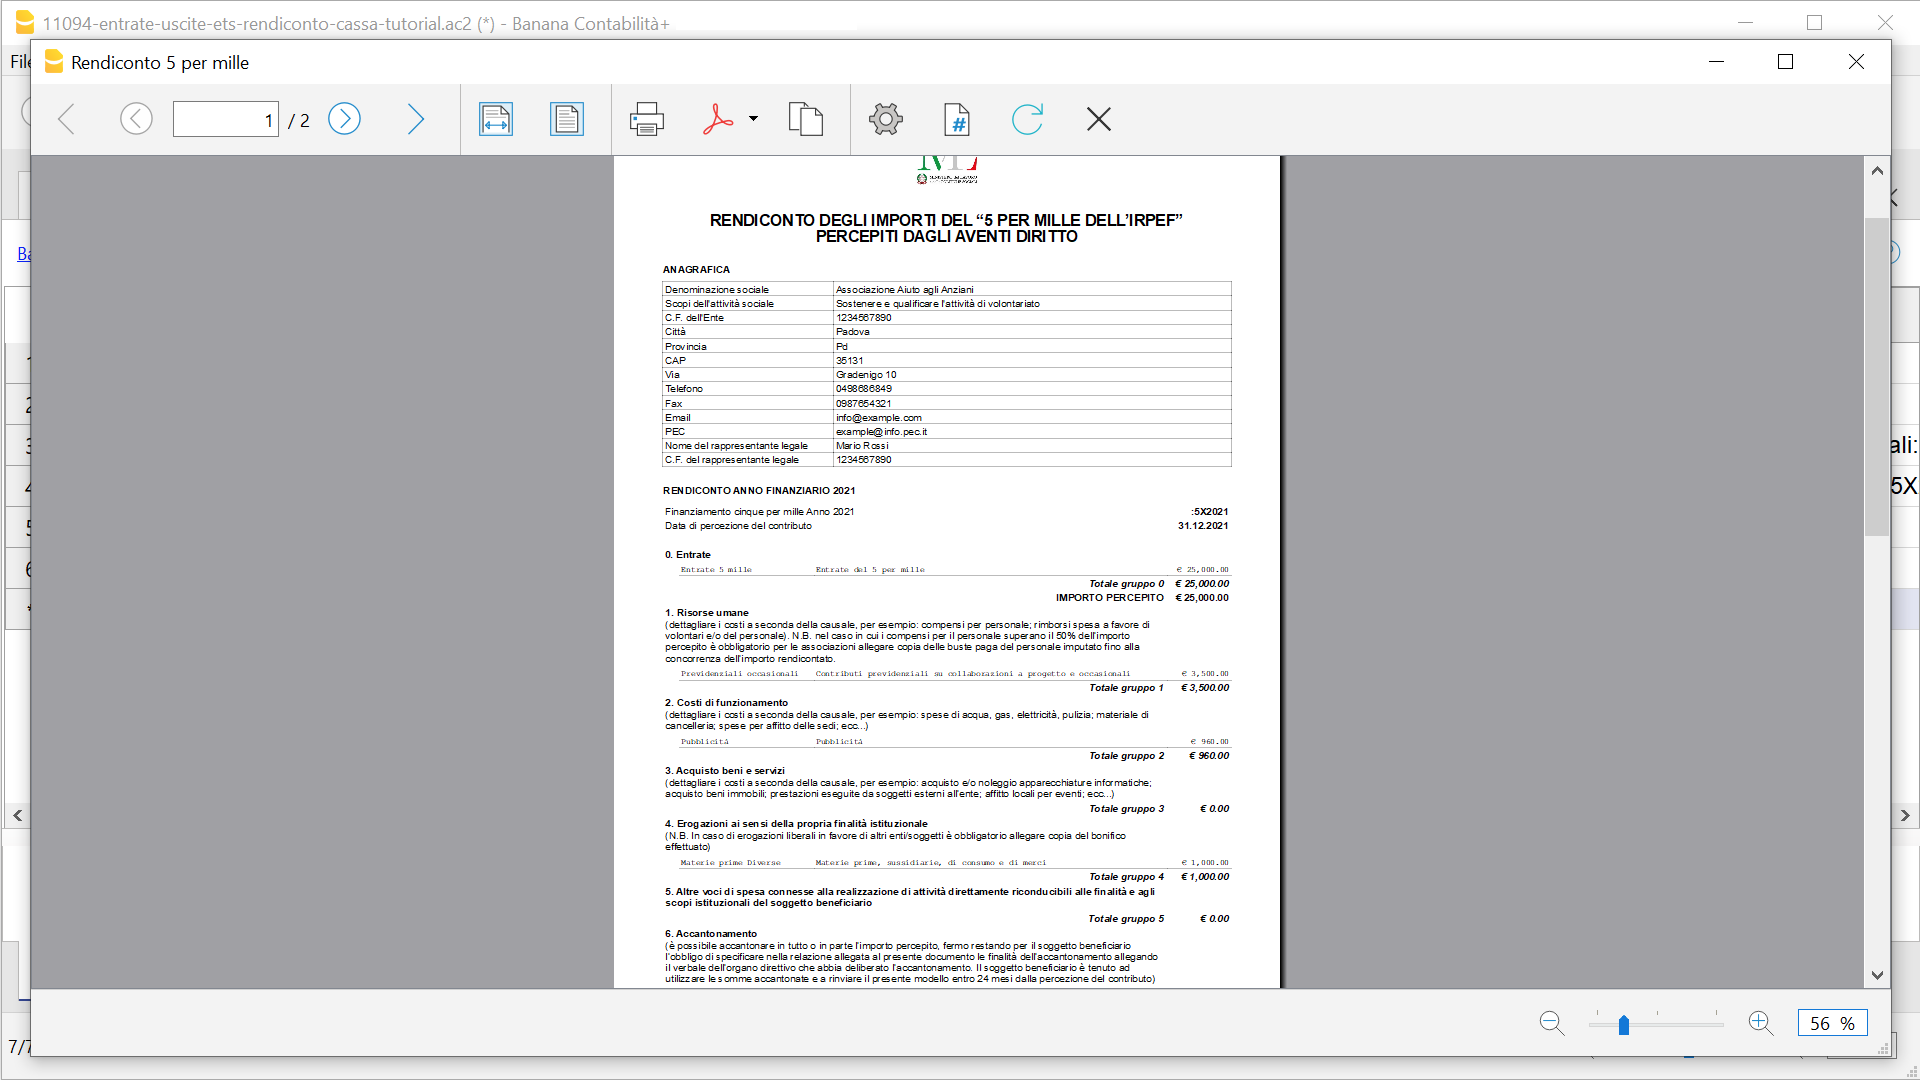 11094-entrate-uscite-ets-rendiconto-cassa-tutorial.ac2 (*) - Banana Contabilità+
Rendiconto 5 per mille
1 / 2
RENDICONTO DEGLI IMPORTI DEL “5 PER MILLE DELL’IRPEF”
PERCEPITI DAGLI AVENTI DIRITTO
ANAGRAFICA
Denominazione sociale Associazione Aiuto agli Anziani
Scopi dell'attività sociale Sostenere e qualificare l'attività di volontariato
C.F. dell'Ente 1234567890
Città Padova
Provincia Pd
CAP 35131
Via Gradenigo 10
Telefono 0498686849
Fax 0987654321
Email info@example.com
PEC example@info.pec.it
Nome del rappresentante legale Mario Rossi
C.F. del rappresentante legale 1234567890
RENDICONTO ANNO FINANZIARIO 2021
Finanziamento cinque per mille Anno 2021 :5X2021
Data di percezione del contributo 31.12.2021
0. Entrate
Entrate 5 mille Entrate del 5 per mille € 25,000.00
Totale gruppo 0 € 25,000.00
IMPORTO PERCEPITO € 25,000.00
1. Risorse umane
(dettagliare i costi a seconda della causale, per esempio: compensi per personale; rimborsi spesa a favore di
volontari e/o del personale). N.B. nel caso in cui i compensi per il personale superano il 50% dell'importo
percepito è obbligatorio per le associazioni allegare copia delle buste paga del personale imputato fino alla
concorrenza dell'importo rendicontato.
Previdenziali occasionali Contributi previdenziali su collaborazioni a progetto e occasionali € 3,500.00
Totale gruppo 1 € 3,500.00
2. Costi di funzionamento
(dettagliare i costi a seconda della causale, per esempio: spese di acqua, gas, elettricità, pulizia; materiale di
cancelleria; spese per affitto delle sedi; ecc...)
Pubblicità Pubblicità € 960.00
Totale gruppo 2 € 960.00
3. Acquisto beni e servizi
(dettagliare i costi a seconda della causale, per esempio: acquisto e/o noleggio apparecchiature informatiche;
acquisto beni immobili; prestazioni eseguite da soggetti esterni all'ente; affitto locali per eventi; ecc...)
Totale gruppo 3 € 0.00
4. Erogazioni ai sensi della propria finalità istituzionale
(N.B. In caso di erogazioni liberali in favore di altri enti/soggetti è obbligatorio allegare copia del bonifico
effettuato)
Materie prime Diverse Materie prime, sussidiarie, di consumo e di merci € 1,000.00
Totale gruppo 4 € 1,000.00
5. Altre voci di spesa connesse alla realizzazione di attività direttamente riconducibili alle finalità e agli
scopi istituzionali del soggetto beneficiario
Totale gruppo 5 € 0.00
6. Accantonamento
(è possibile accantonare in tutto o in parte l'importo percepito, fermo restando per il soggetto beneficiario
l'obbligo di specificare nella relazione allegata al presente documento le finalità dell'accantonamento allegando
il verbale dell'organo direttivo che abbia deliberato l'accantonamento. Il soggetto beneficiario è tenuto ad
utilizzare le somme accantonate e a rinviare il presente modello entro 24 mesi dalla percezione del contributo)
56 %